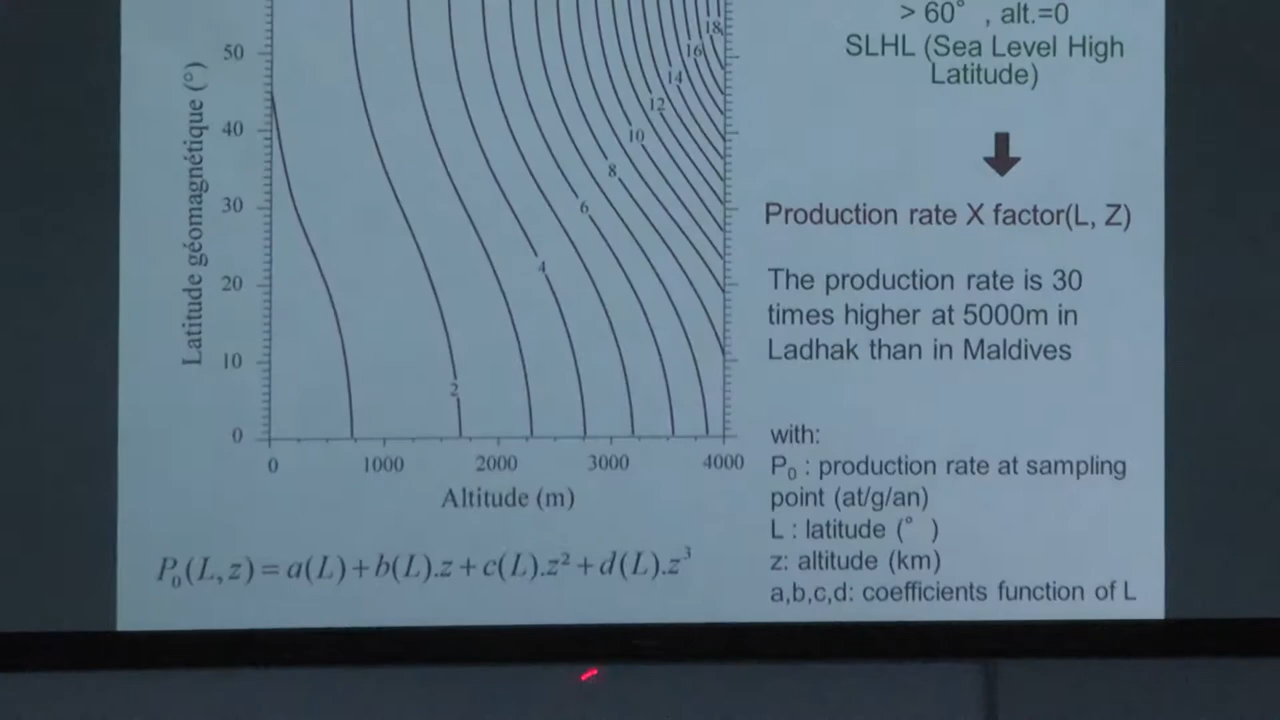 > 60° , alt.=0
SLHL (Sea Level High
Latitude)
Production rate X factor(L, Z)
The production rate is 30
times higher at 5000m in
Ladhak than in Maldives
with:
P₀ : production rate at sampling
point (at/g/an)
L : latitude (° )
z: altitude (km)
a,b,c,d: coefficients function of L
Latitude géomagnétique (°)
50
40
30
20
10
0
18
16
14
12
10
8
6
4
2
0 1000 2000 3000 4000
Altitude (m)
P₀(L,z)=a(L)+b(L).z+c(L).z²+d(L).z³